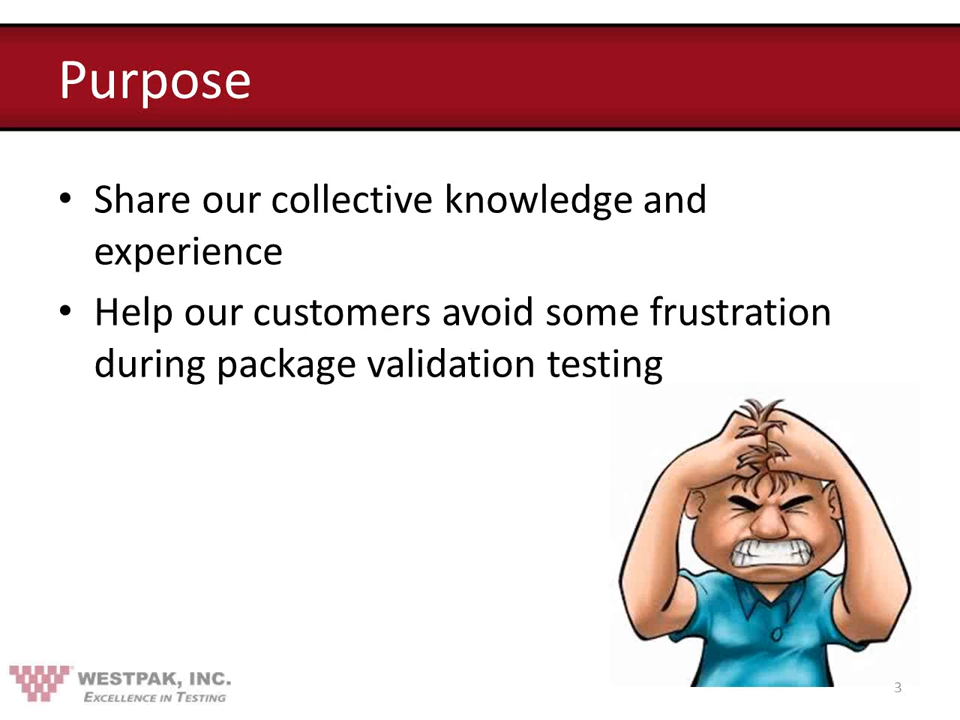 Purpose
• Share our collective knowledge and
experience
• Help our customers avoid some frustration
during package validation testing
WESTPAK, INC.
EXCELLENCE IN TESTING
3